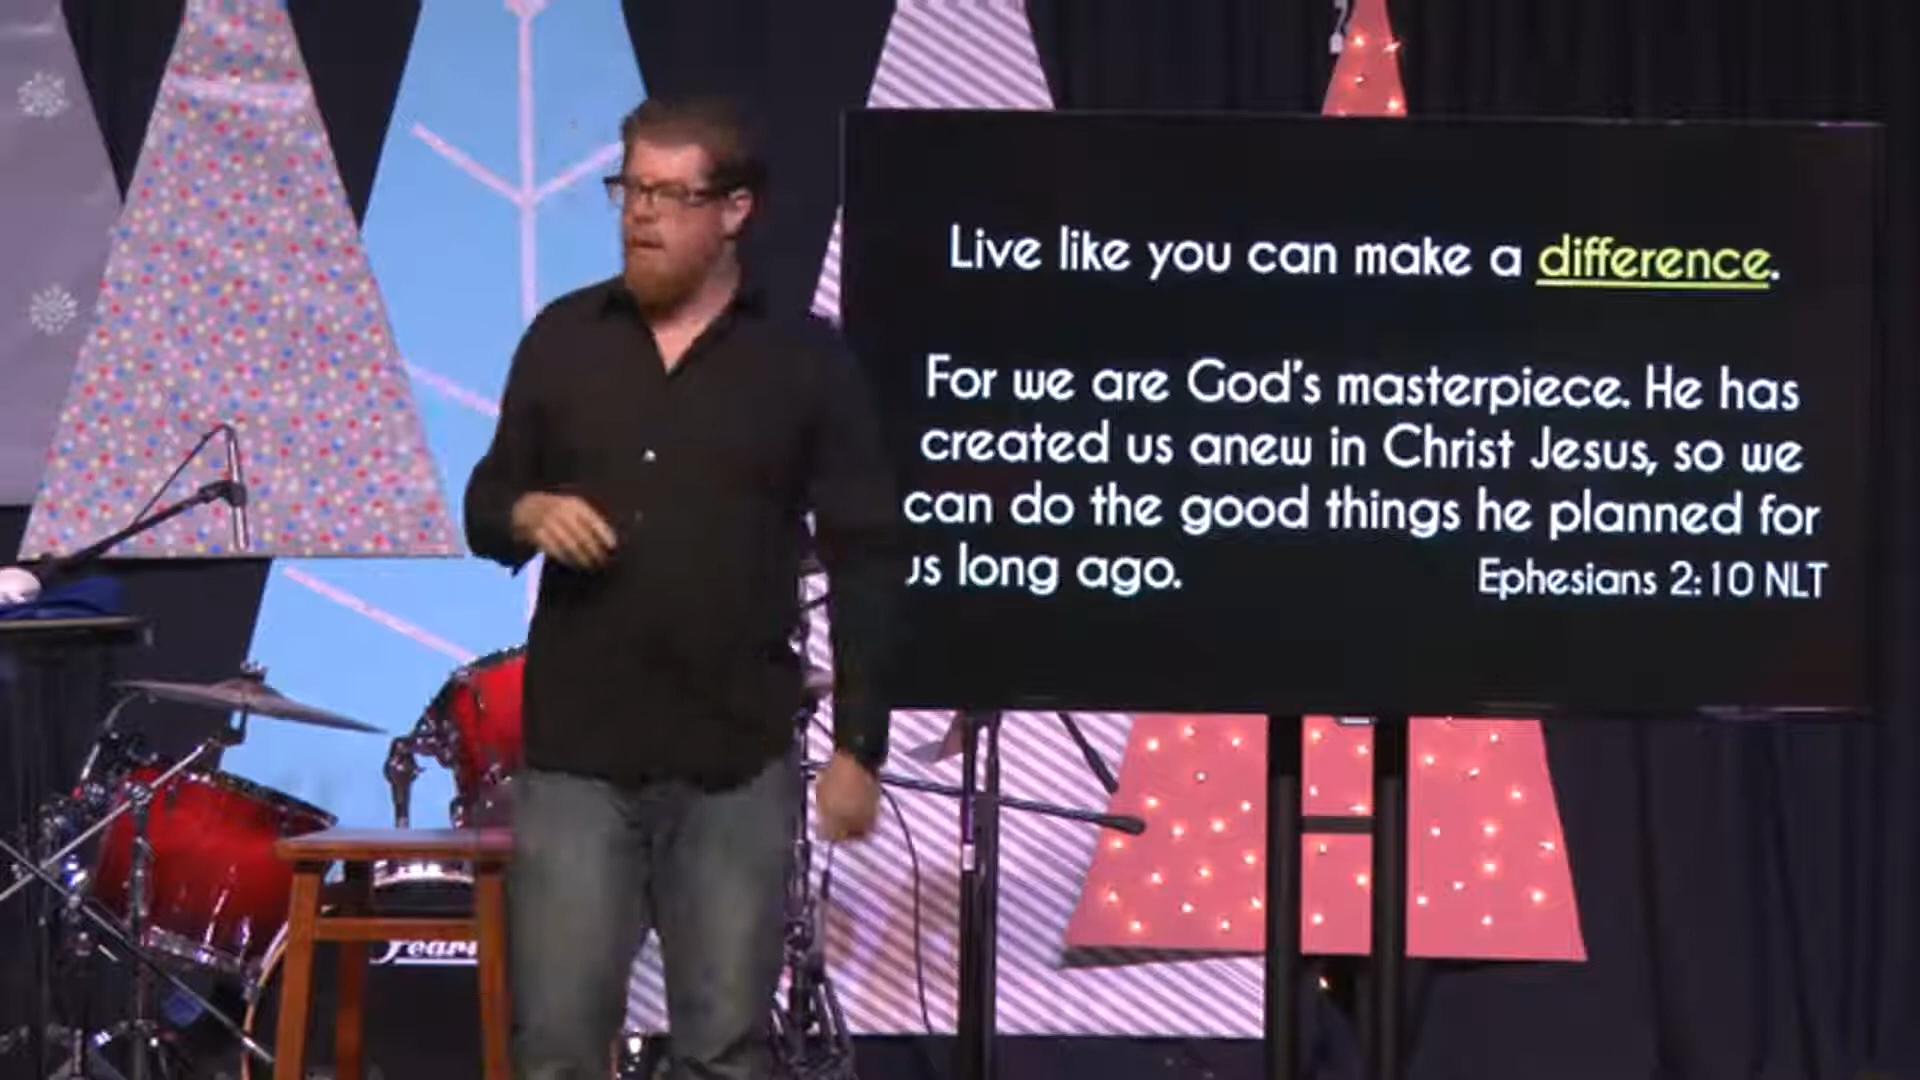 Live like you can make a difference.
For we are God's masterpiece. He has
created us anew in Christ Jesus, so we
can do the good things he planned for
us long ago.
Ephesians 2:10 NLT
Pearl